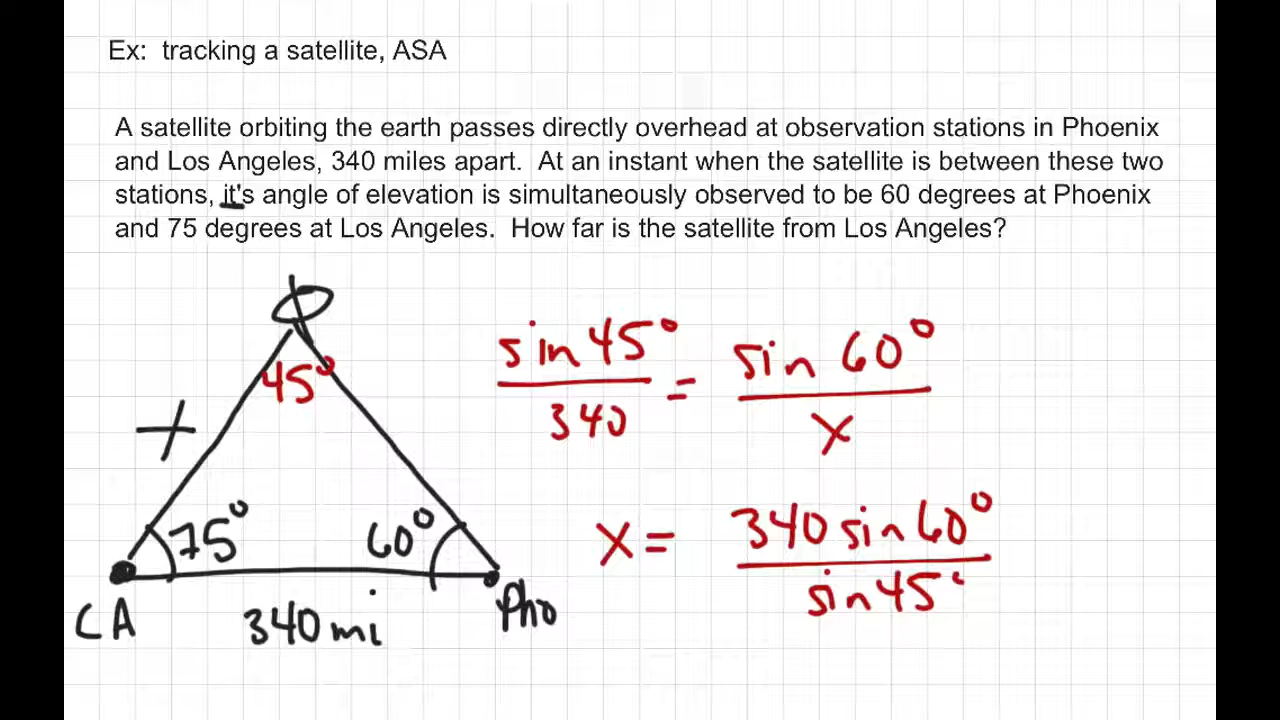 Ex: tracking a satellite, ASA
A satellite orbiting the earth passes directly overhead at observation stations in Phoenix
and Los Angeles, 340 miles apart. At an instant when the satellite is between these two
stations, it's angle of elevation is simultaneously observed to be 60 degrees at Phoenix
and 75 degrees at Los Angeles. How far is the satellite from Los Angeles?
45°
x
75°
60°
CA
340 mi
Pho
sin 45° / 340 = sin 60° / x
x = 340 sin 60° / sin 45°